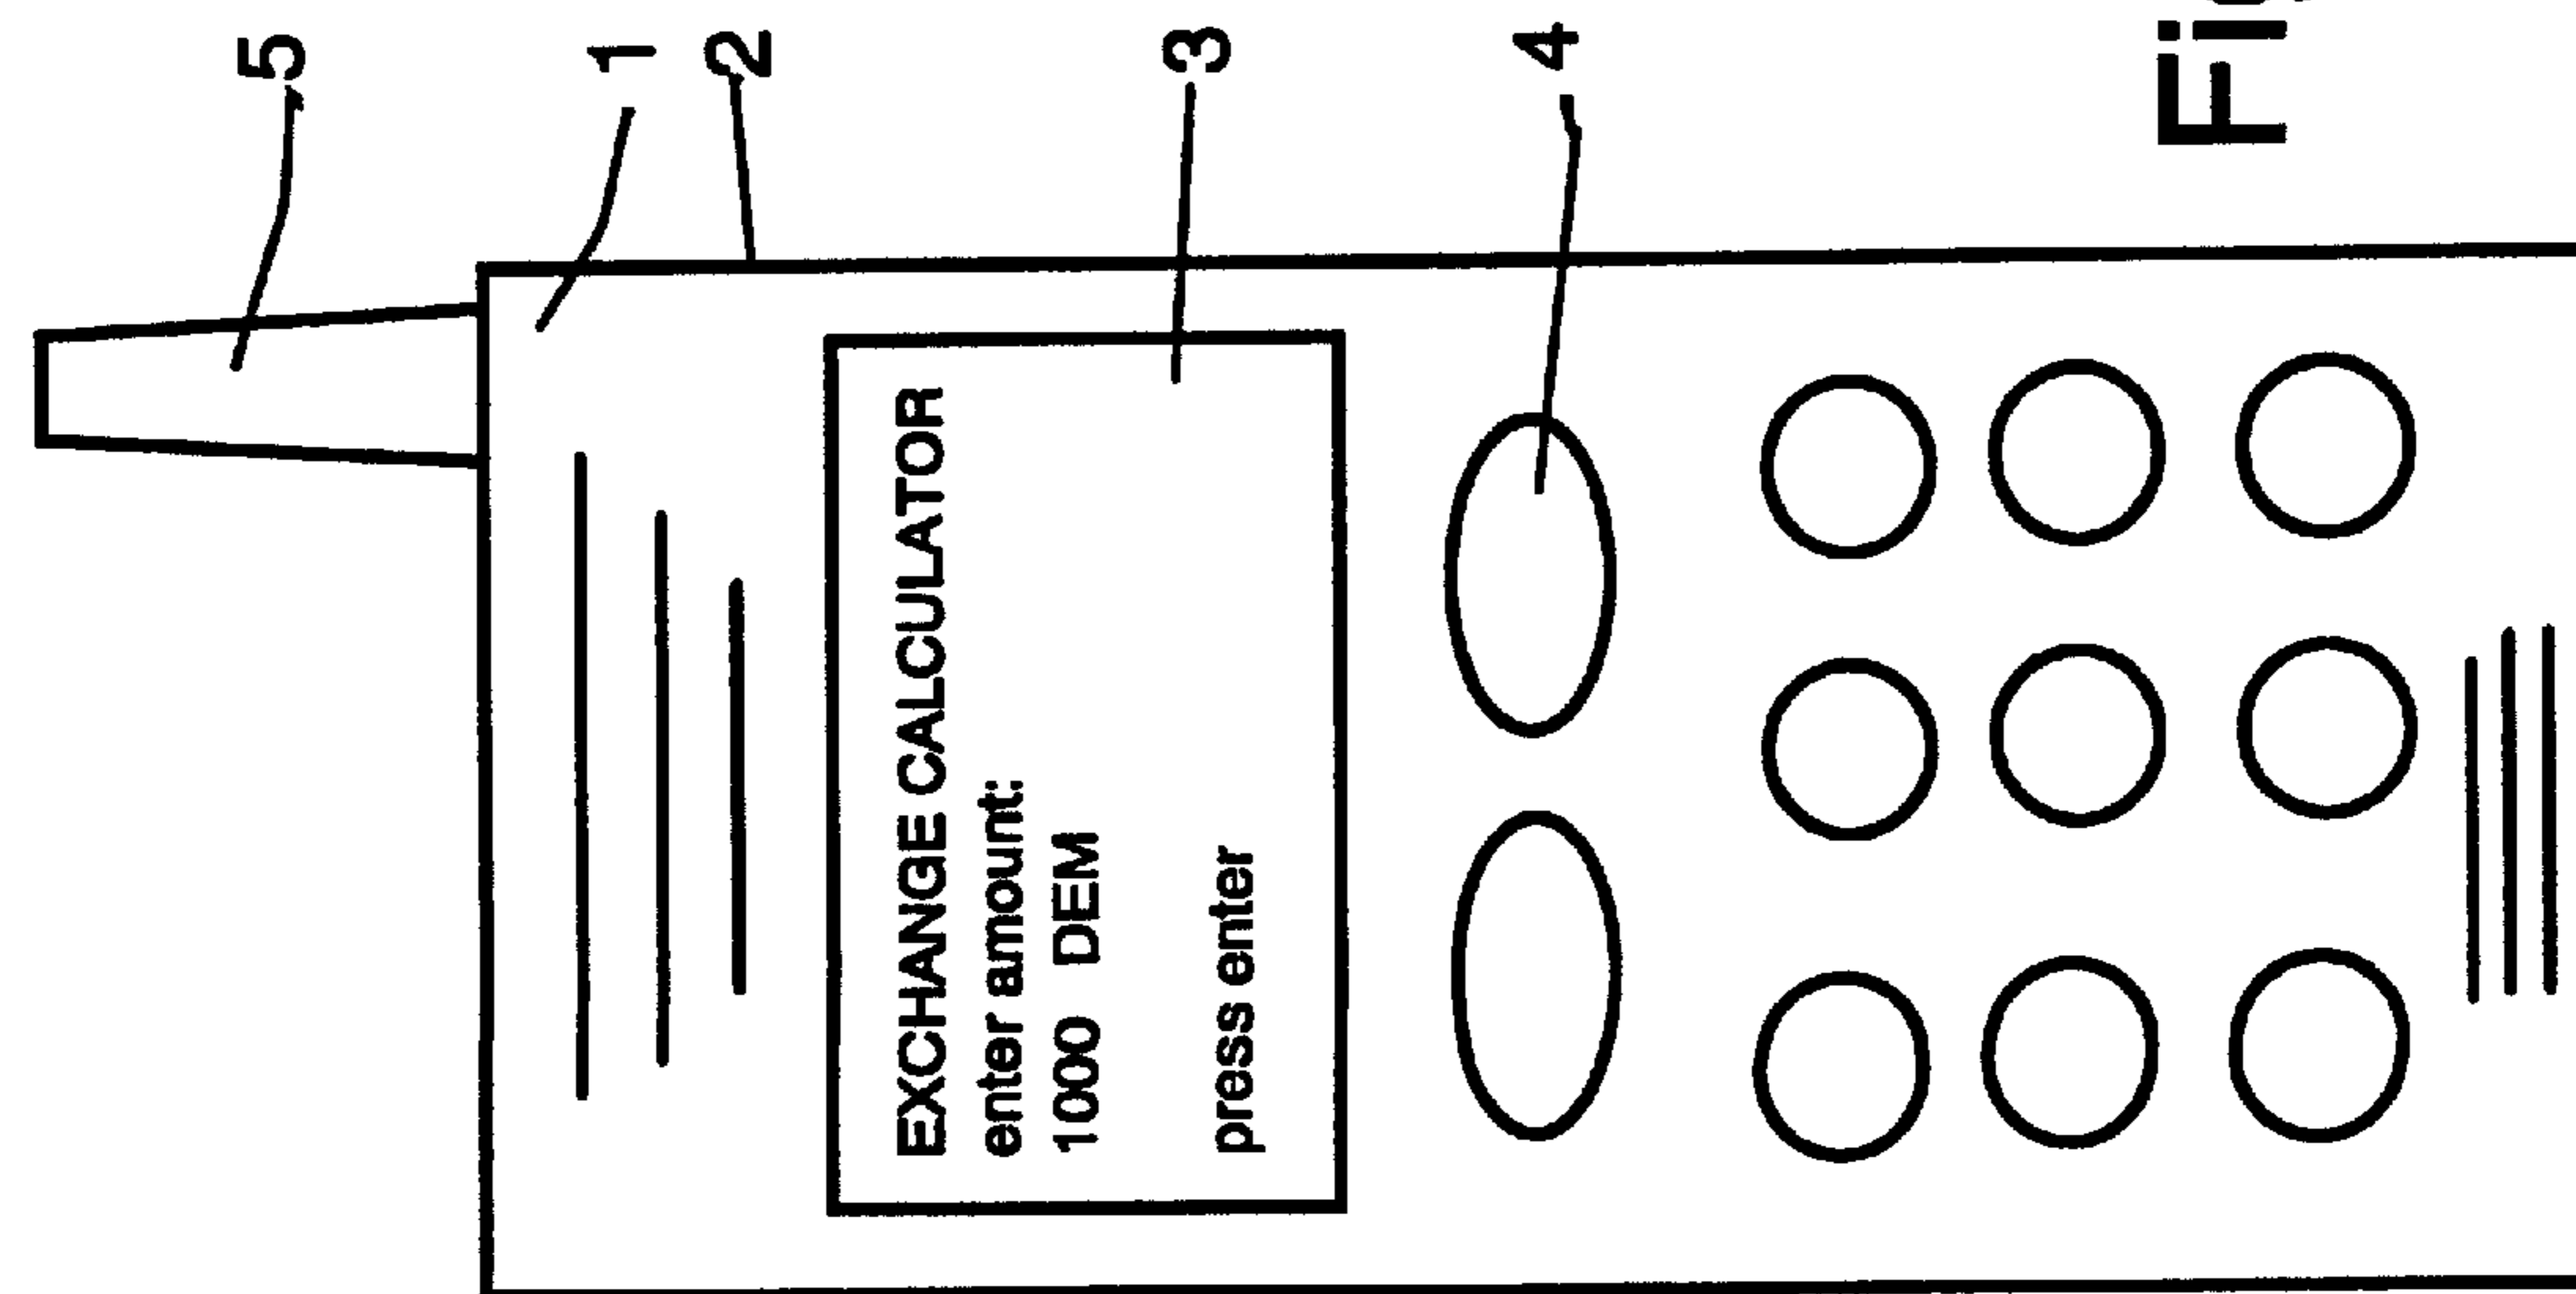 5
1
2
EXCHANGE CALCULATOR
enter amount:
1000 DEM
press enter
3
4